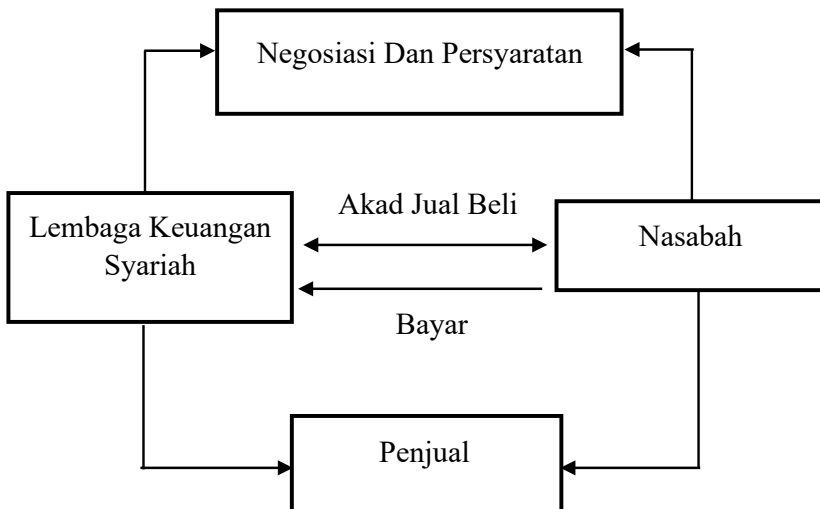 Negosiasi Dan Persyaratan
Akad Jual Beli
Lembaga Keuangan
Syariah
Nasabah
Bayar
Penjual